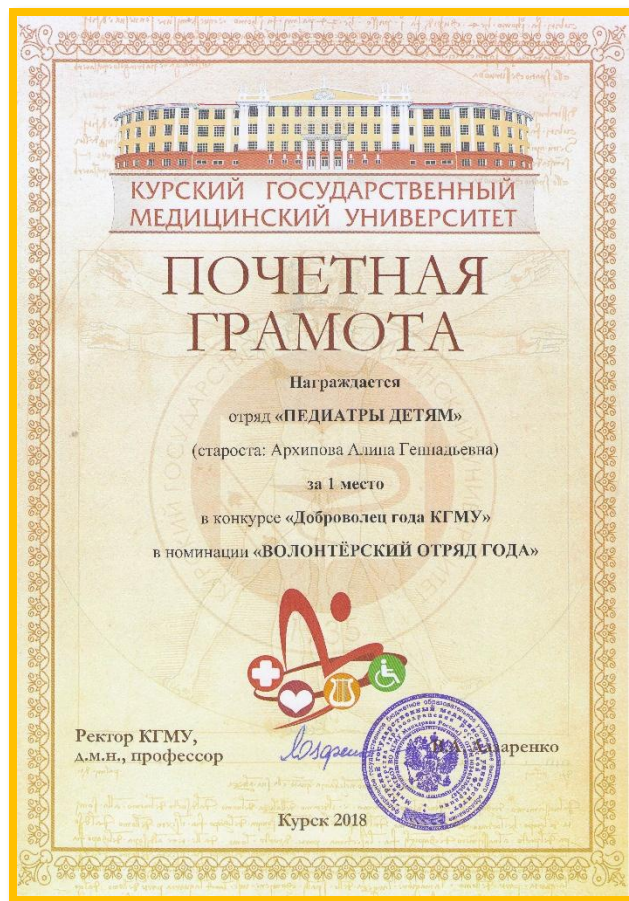 КУРСКИЙ ГОСУДАРСТВЕННЫЙ
МЕДИЦИНСКИЙ УНИВЕРСИТЕТ
ПОЧЕТНАЯ
ГРАМОТА
Награждается
отряд «ПЕДИАТРЫ ДЕТЯМ»
(староста: Архипова Алина Геннадьевна)
за 1 место
в конкурсе «Доброволец года КГМУ»
в номинации «ВОЛОНТЁРСКИЙ ОТРЯД ГОДА»
Ректор КГМУ,
д.м.н., профессор
Лазаренко
Курск 2018